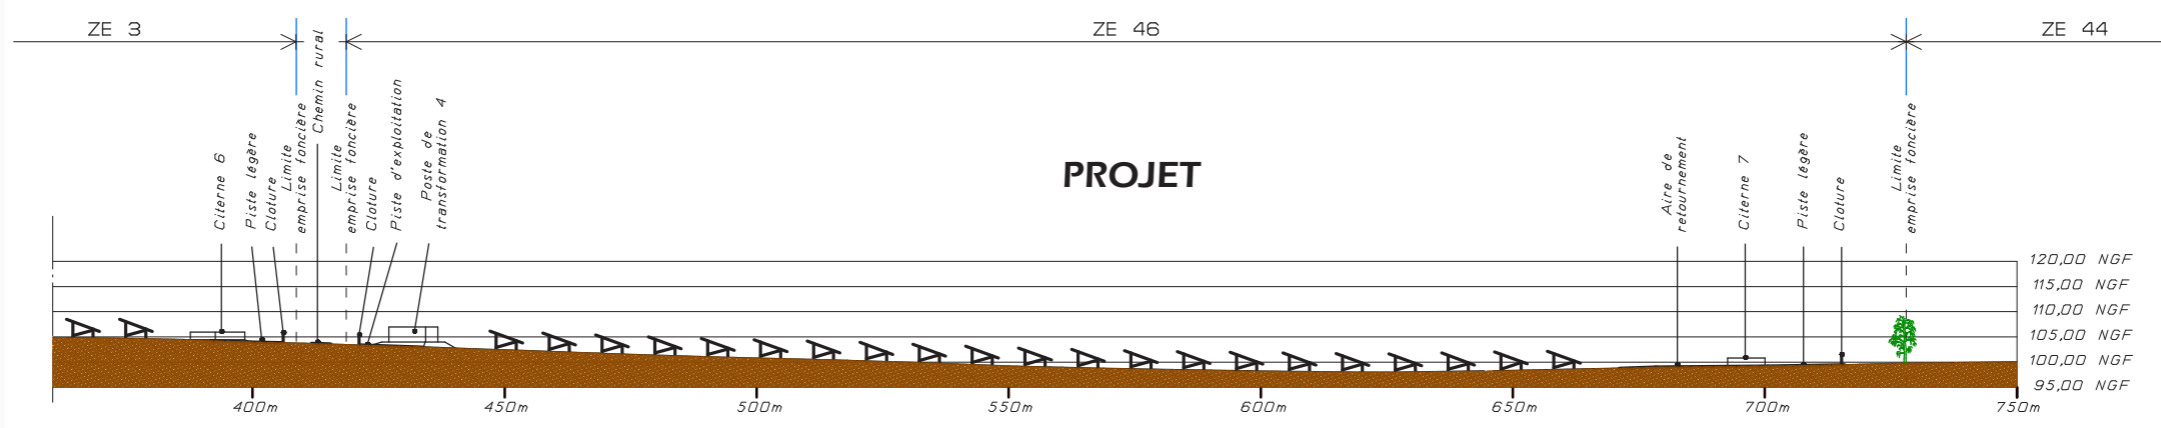 ZE 3
ZE 46
ZE 44
Citerne 6
Piste légère
Cloture
Limite
emprise foncière
Chemin rural
Limite
emprise foncière
Cloture
Piste d'exploitation
Poste de
transformation 4
PROJET
Aire de
retournement
Citerne 7
Piste légère
Cloture
Limite
emprise foncière
120,00 NGF
115,00 NGF
110,00 NGF
105,00 NGF
100,00 NGF
95,00 NGF
400m
450m
500m
550m
600m
650m
700m
750m